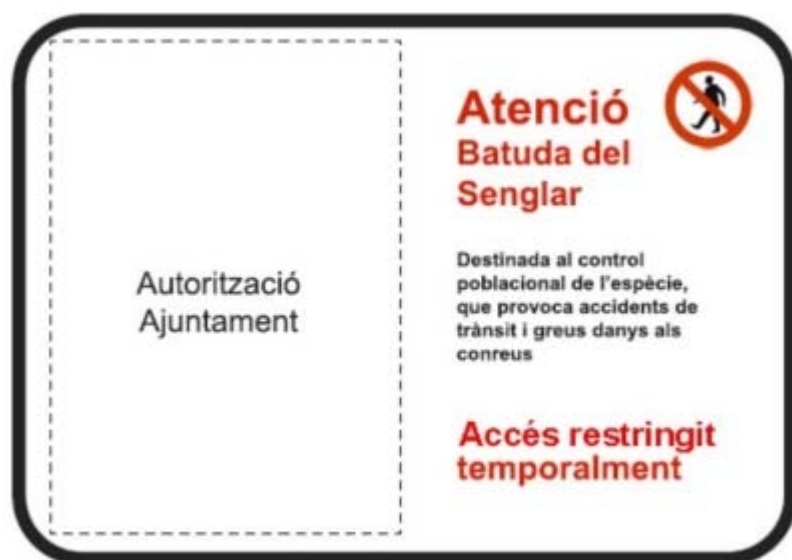 Autorització
Ajuntament
Atenció
Batuda del
Senglar
Destinada al control
poblacional de l'espècie,
que provoca accidents de
trànsit i greus danys als
conreus
Accés restringit
temporalment